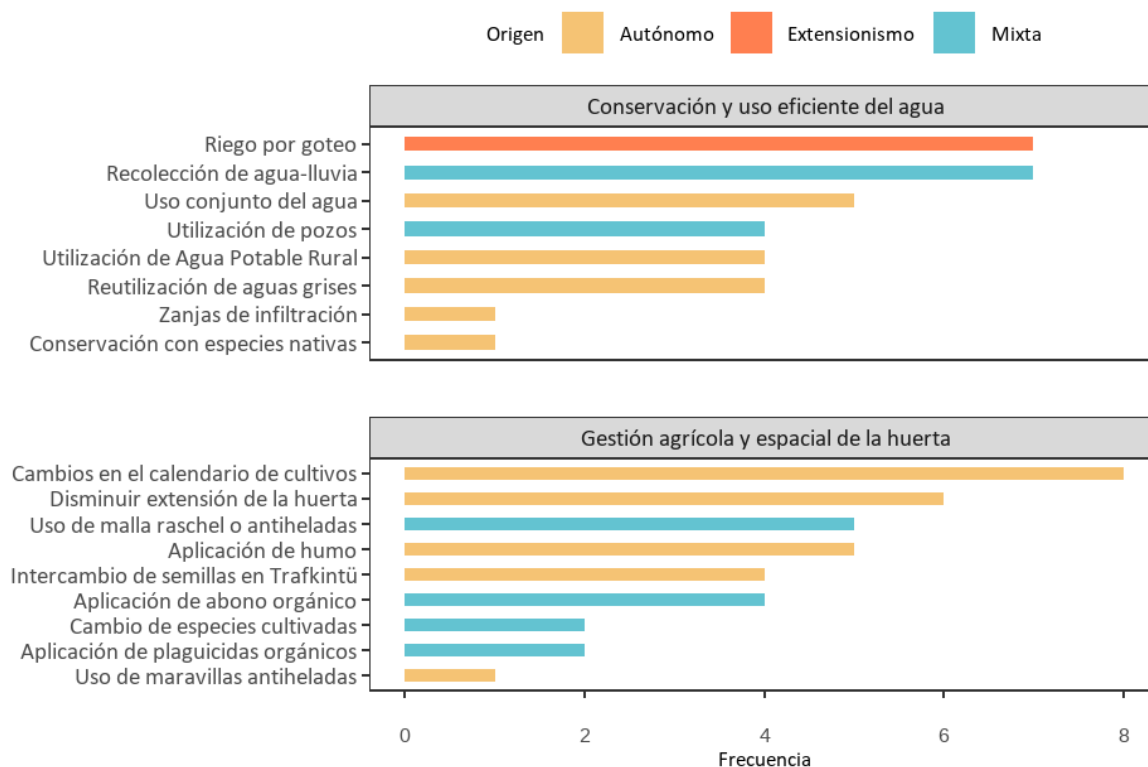 Origen Autónomo Extensionismo Mixta
Conservación y uso eficiente del agua
Riego por goteo
Recolección de agua-lluvia
Uso conjunto del agua
Utilización de pozos
Utilización de Agua Potable Rural
Reutilización de aguas grises
Zanjas de infiltración
Conservación con especies nativas
Gestión agrícola y espacial de la huerta
Cambios en el calendario de cultivos
Disminuir extensión de la huerta
Uso de malla raschel o antiheladas
Aplicación de humo
Intercambio de semillas en Trafkintü
Aplicación de abono orgánico
Cambio de especies cultivadas
Aplicación de plaguicidas orgánicos
Uso de maravillas antiheladas
0 2 4 6 8
Frecuencia